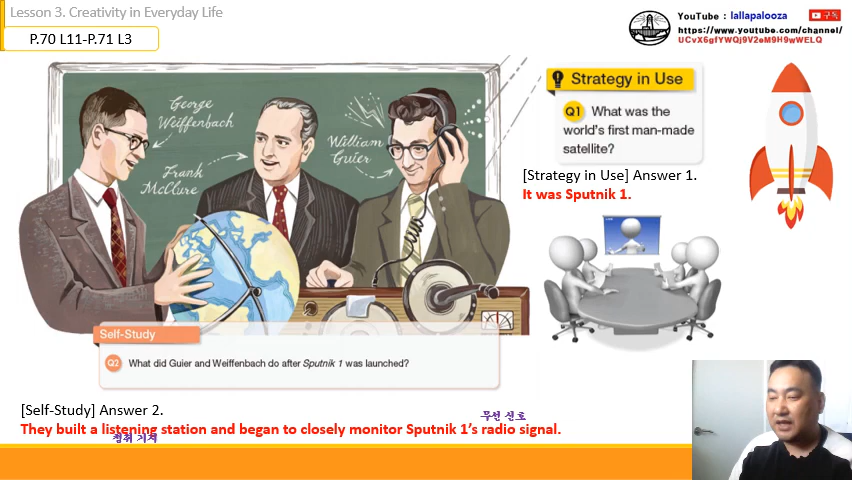 Lesson 3. Creativity in Everyday Life
P.70 L11-P.71 L3
YouTube : lallapalooza
구독
https://www.youtube.com/channel/
UCvX6gfYWQj9V2eM9H9wWELQ
George
Weiffenbach
Frank
McClure
William
Guier
Strategy in Use
Q1 What was the
world's first man-made
satellite?
[Strategy in Use] Answer 1.
It was Sputnik 1.
Self-Study
Q2 What did Guier and Weiffenbach do after Sputnik 1 was launched?
[Self-Study] Answer 2.
무선 신호
They built a listening station and began to closely monitor Sputnik 1's radio signal.
청취 기지